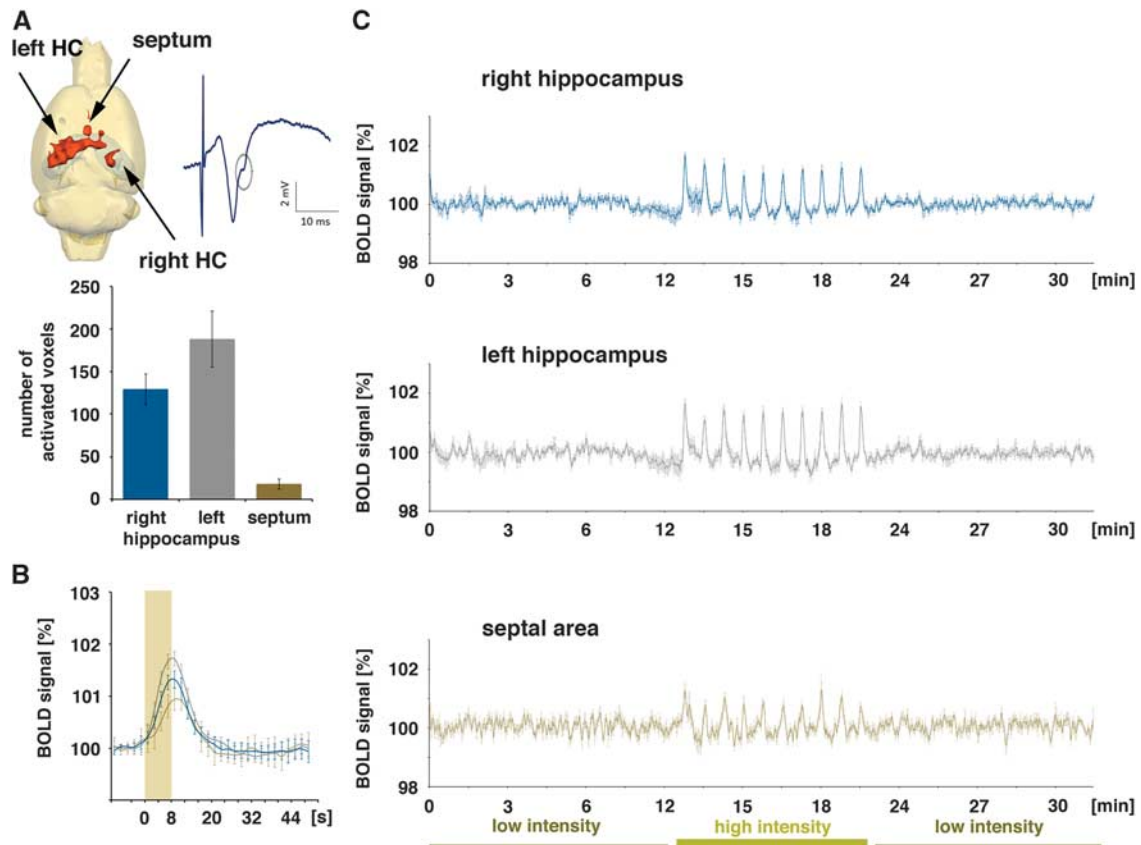 A
left HC
septum
right HC
2 mV
10 ms
number of
activated voxels
250
200
150
100
50
0
right
left
septum
hippocampus
B
BOLD signal [%]
103
102
101
100
0 8 20 32 44 [s]
C
right hippocampus
BOLD signal [%]
102
100
98
0 3 6 9 12 15 18 24 27 30 [min]
left hippocampus
BOLD signal [%]
102
100
98
0 3 6 9 12 15 18 24 27 30 [min]
septal area
BOLD signal [%]
102
100
98
0 3 6 9 12 15 18 24 27 30 [min]
low intensity
high intensity
low intensity